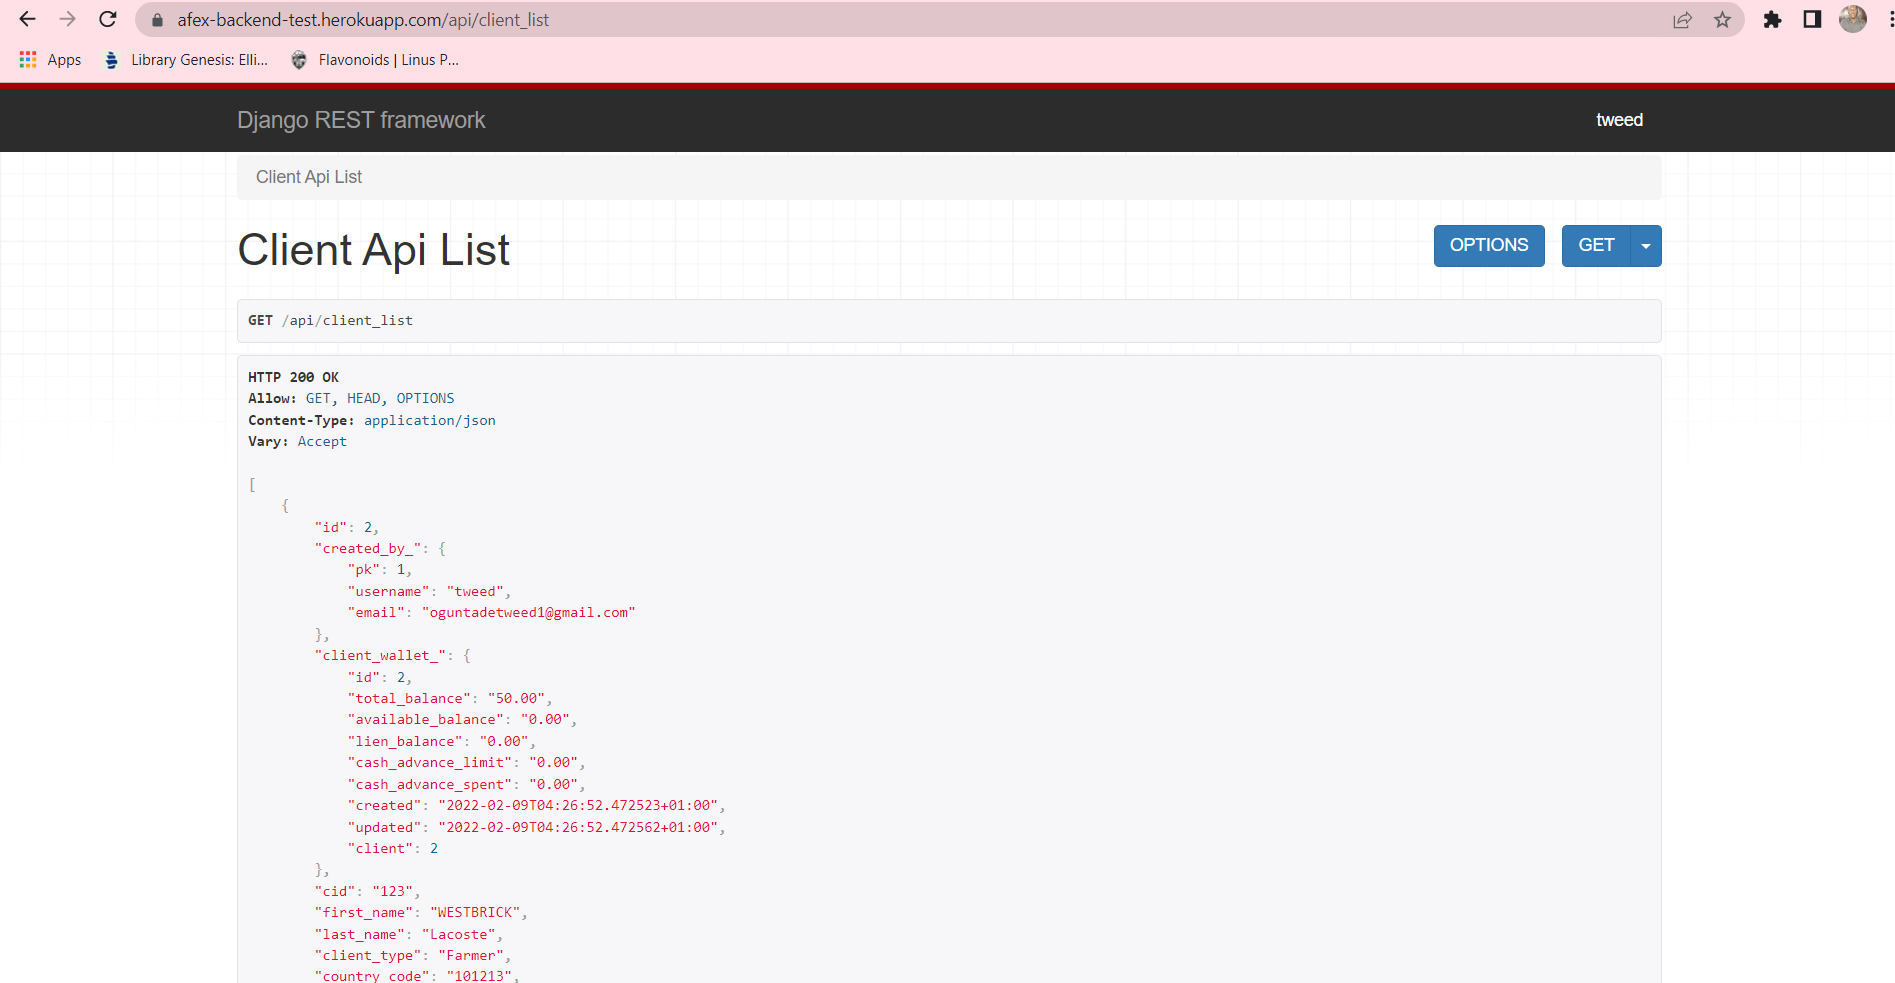 afex-backend-test.herokuapp.com/api/client_list
Apps Library Genesis: Elli... Flavonoids | Linus P...
Django REST framework tweed
Client Api List
Client Api List OPTIONS GET
GET /api/client_list
HTTP 200 OK
Allow: GET, HEAD, OPTIONS
Content-Type: application/json
Vary: Accept
[
{
"id": 2,
"created_by_": {
"pk": 1,
"username": "tweed",
"email": "oguntadetweed1@gmail.com"
},
"client_wallet_": {
"id": 2,
"total_balance": "50.00",
"available_balance": "0.00",
"lien_balance": "0.00",
"cash_advance_limit": "0.00",
"cash_advance_spent": "0.00",
"created": "2022-02-09T04:26:52.472523+01:00",
"updated": "2022-02-09T04:26:52.472562+01:00",
"client": 2
},
"cid": "123",
"first_name": "WESTBRICK",
"last_name": "Lacoste",
"client_type": "Farmer",
"country_code": "101213",